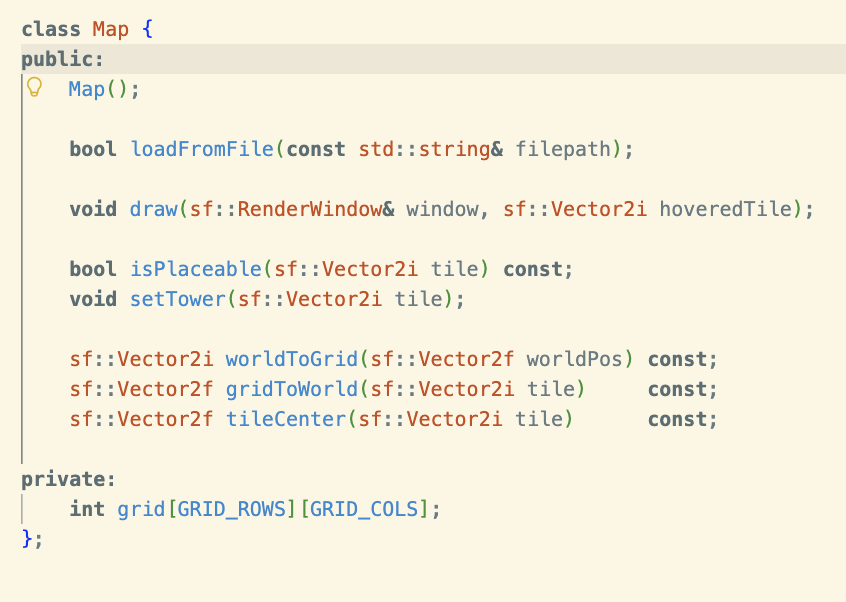 class Map {
public:
    Map();

    bool loadFromFile(const std::string& filepath);

    void draw(sf::RenderWindow& window, sf::Vector2i hoveredTile);

    bool isPlaceable(sf::Vector2i tile) const;
    void setTower(sf::Vector2i tile);

    sf::Vector2i worldToGrid(sf::Vector2f worldPos) const;
    sf::Vector2f gridToWorld(sf::Vector2i tile)     const;
    sf::Vector2f tileCenter(sf::Vector2i tile)      const;

private:
    int grid[GRID_ROWS][GRID_COLS];
};